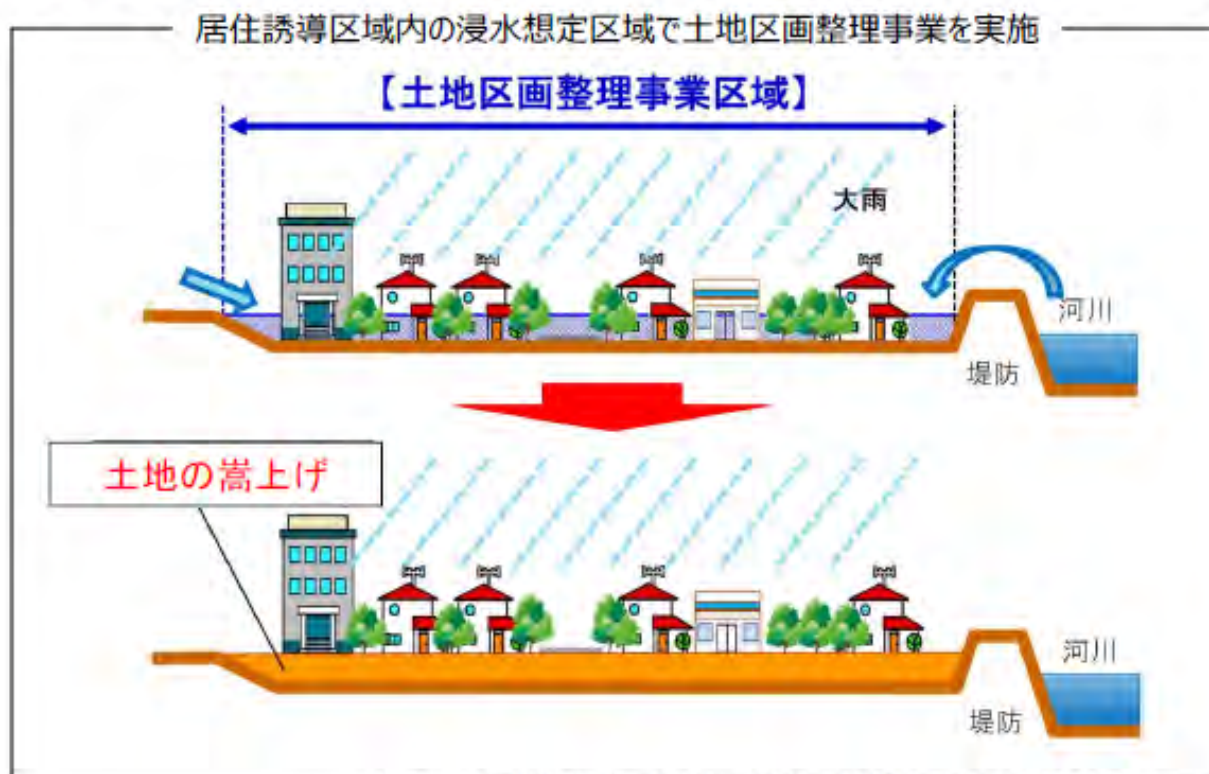 居住誘導区域内の浸水想定区域で土地区画整理事業を実施
【土地区画整理事業区域】
大雨
河川
堤防
土地の嵩上げ
河川
堤防